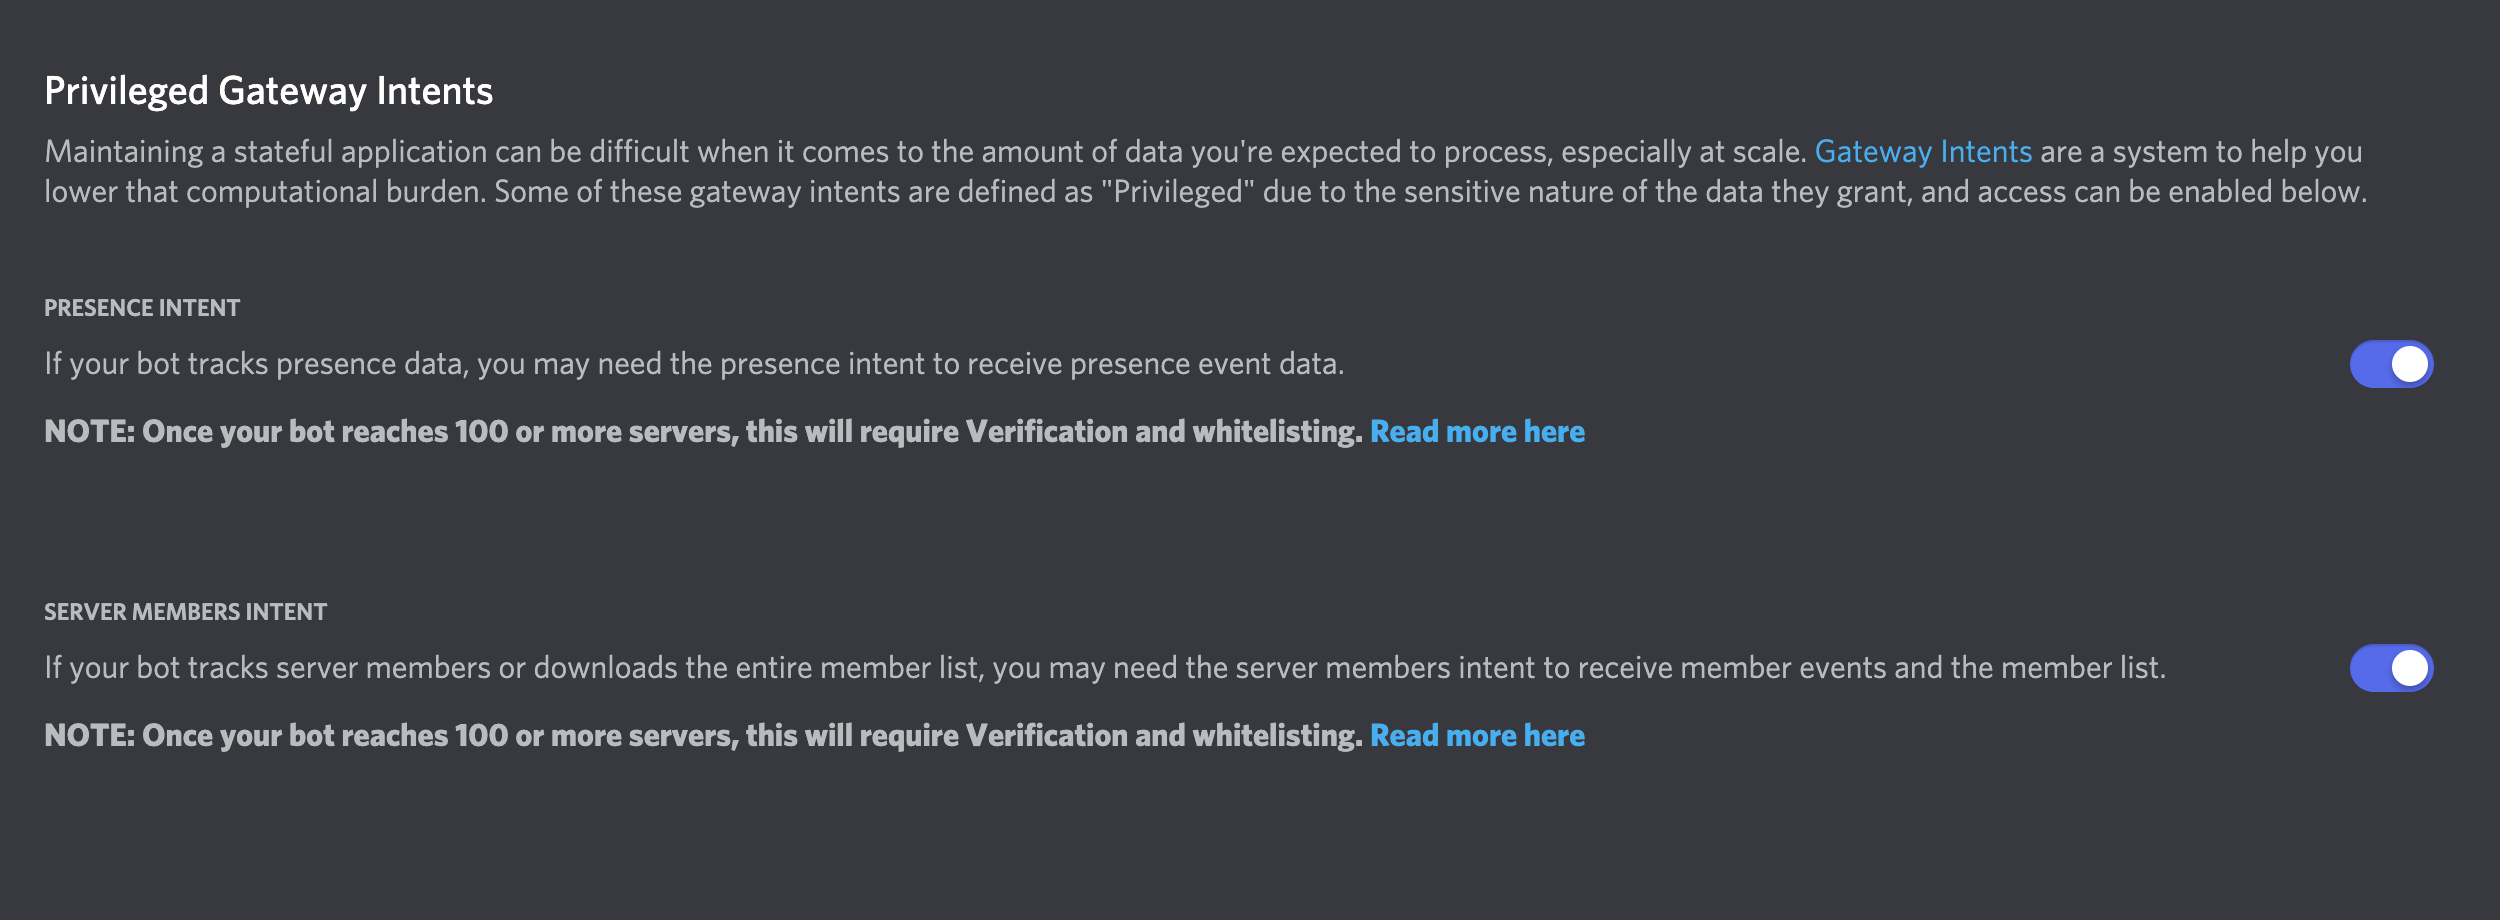 Privileged Gateway Intents
Maintaining a stateful application can be difficult when it comes to the amount of data you're expected to process, especially at scale. Gateway Intents are a system to help you
lower that computational burden. Some of these gateway intents are defined as "Privileged" due to the sensitive nature of the data they grant, and access can be enabled below.
PRESENCE INTENT
If your bot tracks presence data, you may need the presence intent to receive presence event data.
NOTE: Once your bot reaches 100 or more servers, this will require Verification and whitelisting. Read more here
SERVER MEMBERS INTENT
If your bot tracks server members or downloads the entire member list, you may need the server members intent to receive member events and the member list.
NOTE: Once your bot reaches 100 or more servers, this will require Verification and whitelisting. Read more here